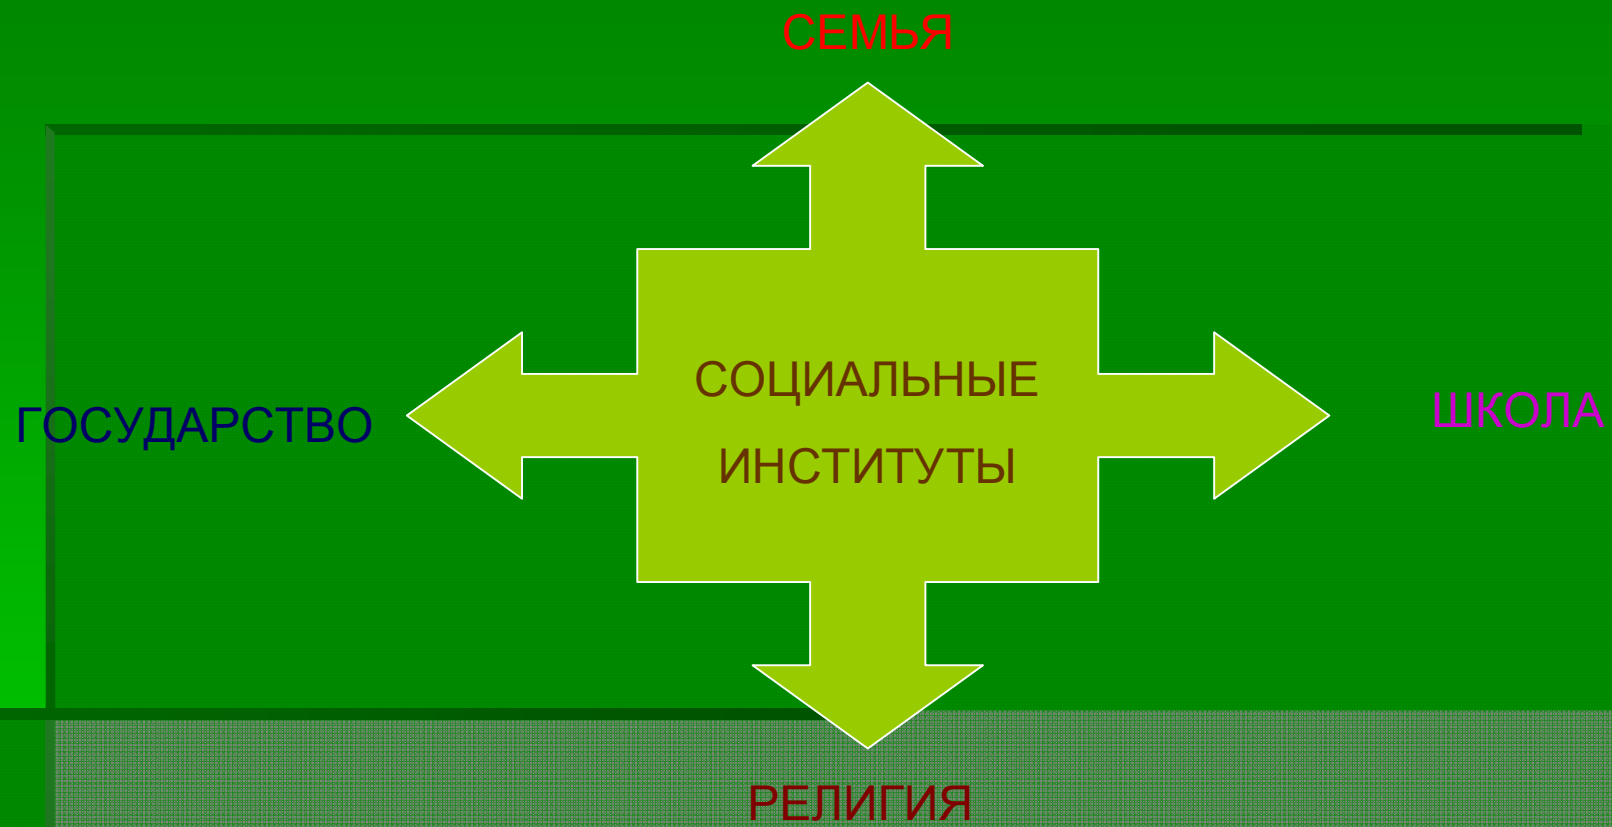 СЕМЬЯ
СОЦИАЛЬНЫЕ
ИНСТИТУТЫ
ГОСУДАРСТВО
ШКОЛА
РЕЛИГИЯ